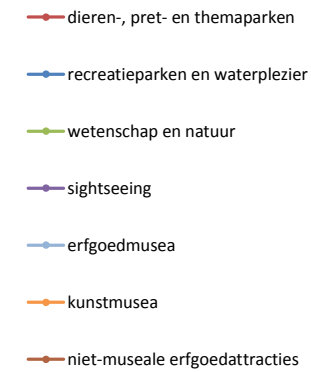 dieren-, pret- en themaparken
recreatieparken en waterplezier
wetenschap en natuur
sightseeing
erfgoedmusea
kunstmusea
niet-museale erfgoedattracties